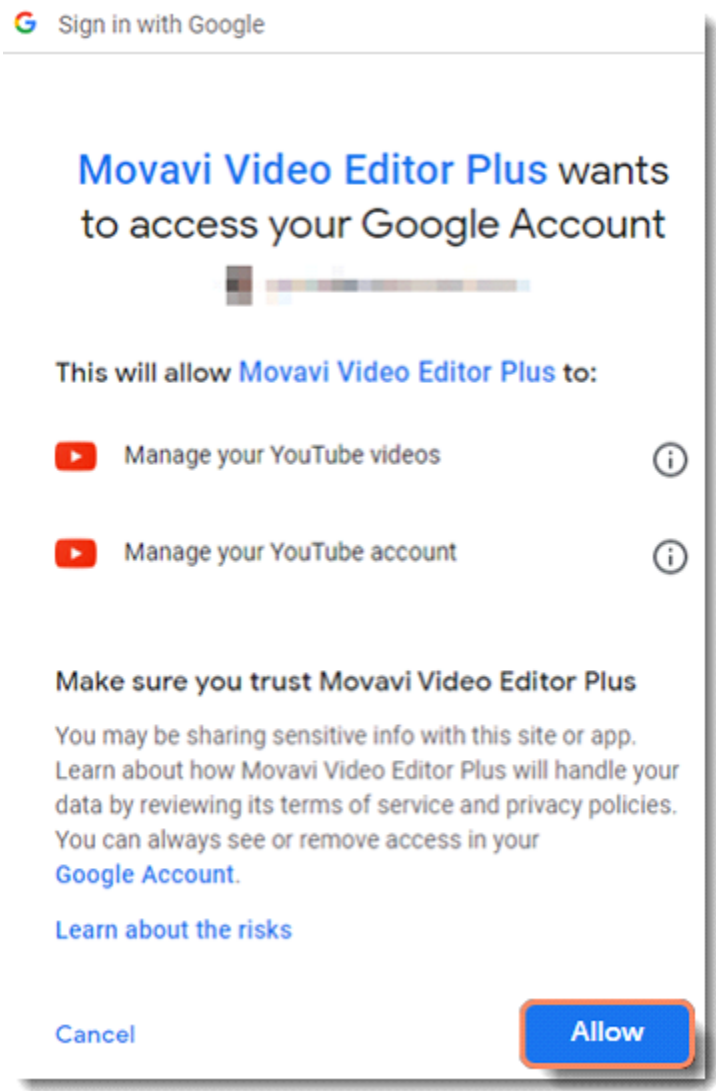 Sign in with Google
Movavi Video Editor Plus wants
to access your Google Account
This will allow Movavi Video Editor Plus to:
Manage your YouTube videos
Manage your YouTube account
Make sure you trust Movavi Video Editor Plus
You may be sharing sensitive info with this site or app.
Learn about how Movavi Video Editor Plus will handle your
data by reviewing its terms of service and privacy policies.
You can always see or remove access in your
Google Account.
Learn about the risks
Cancel
Allow